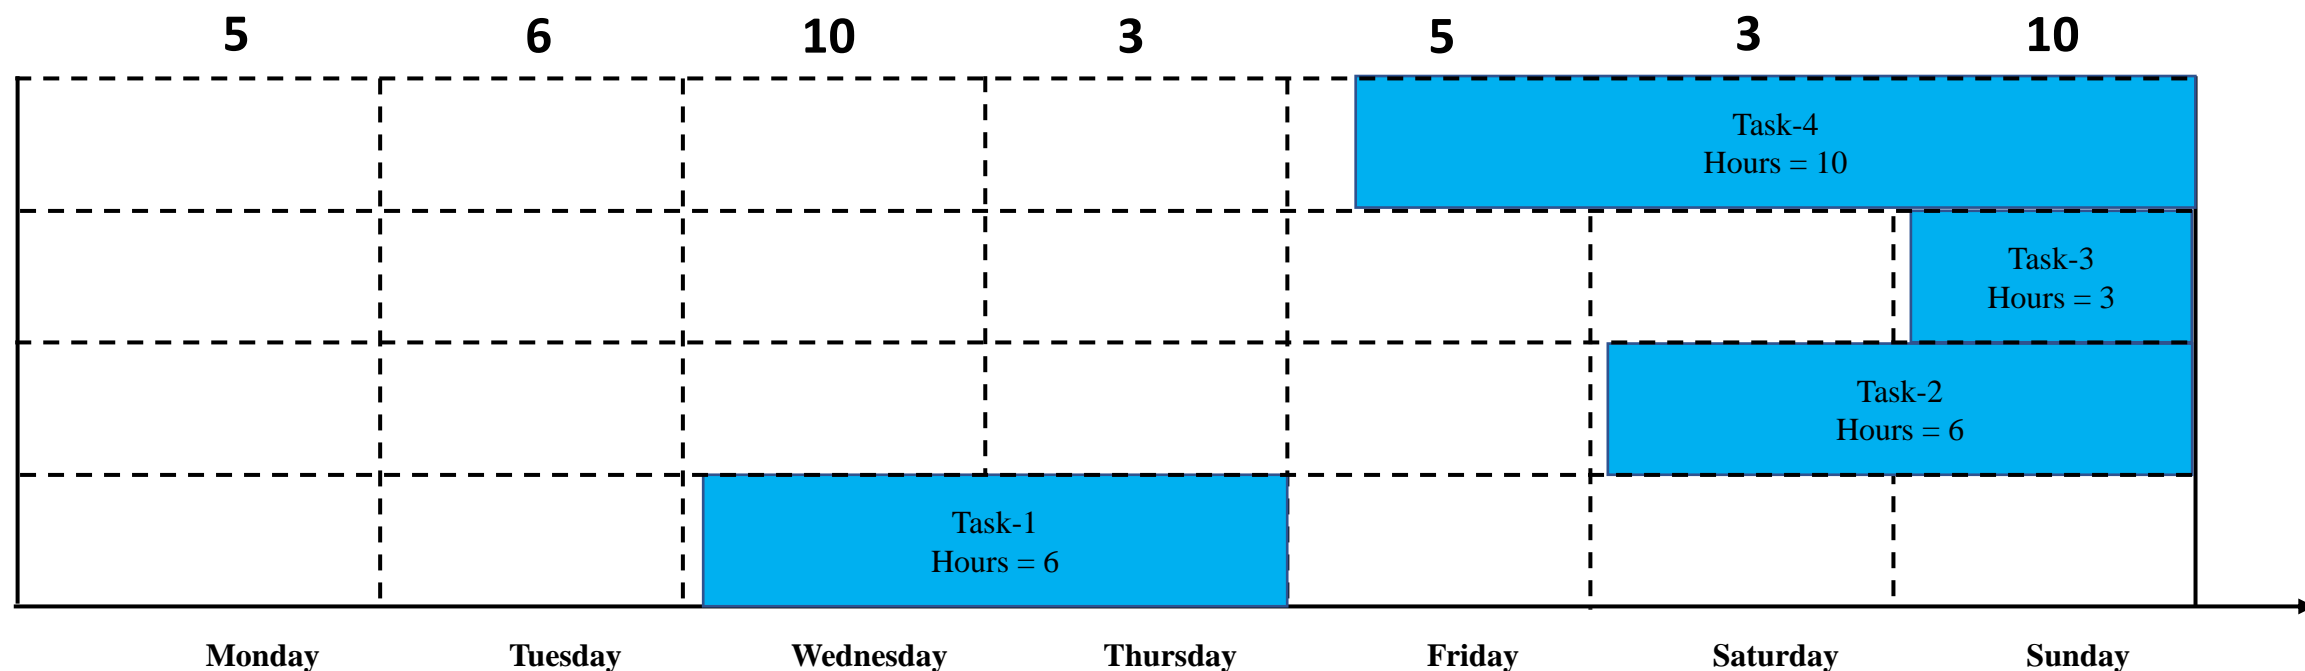 5 6 10 3 5 3 10
Task-4
Hours = 10
Task-3
Hours = 3
Task-2
Hours = 6
Task-1
Hours = 6
Monday Tuesday Wednesday Thursday Friday Saturday Sunday